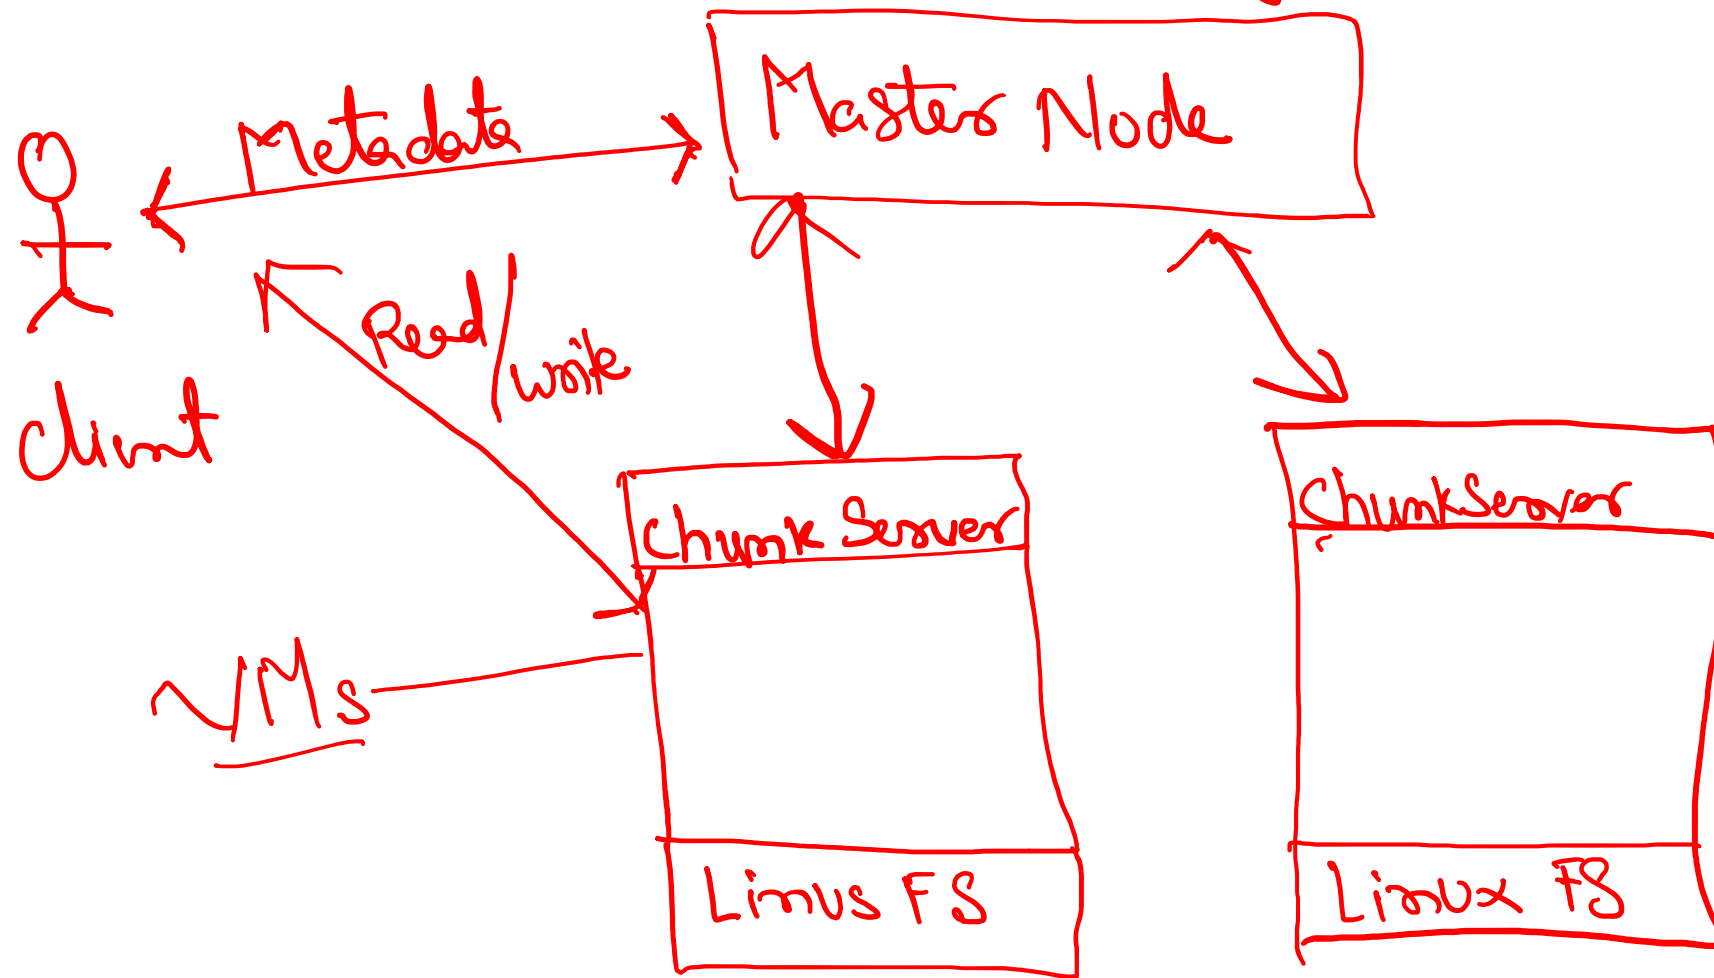 Master Node
Metadata
Read/
write
client
Chunk Server
ChunkServer
VMs
Linus FS
Linux FS